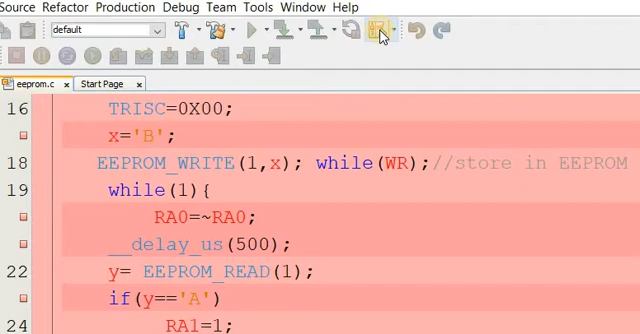 Source Refactor Production Debug Team Tools Window Help
default
eeprom.c x Start Page x
16 TRISC=0X00;
x='B';
18 EEPROM_WRITE(1,x); while(WR);//store in EEPROM
19 while(1){
RA0=~RA0;
__delay_us(500);
22 y= EEPROM_READ(1);
if(y=='A')
24 RA1=1;